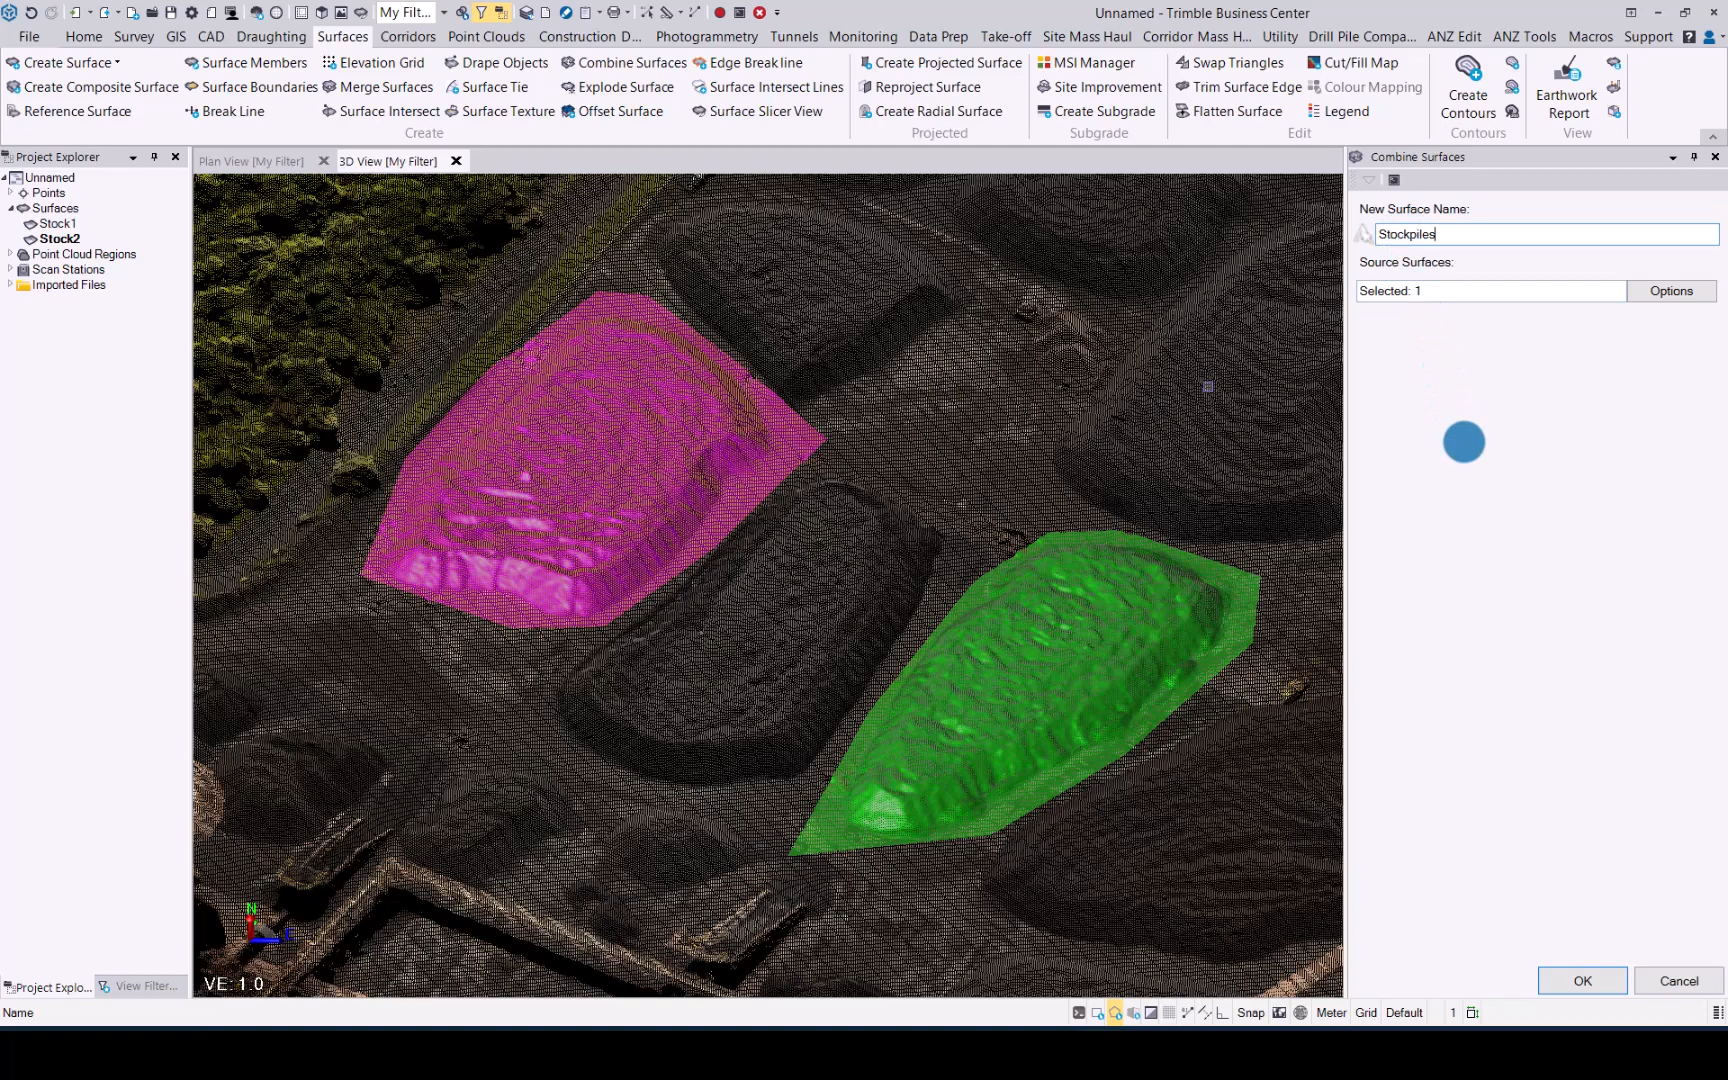 My Filt...
Unnamed - Trimble Business Center
File Home Survey GIS CAD Draughting Surfaces Corridors Point Clouds Construction D... Photogrammetry Tunnels Monitoring Data Prep Take-off Site Mass Haul Corridor Mass H... Utility Drill Pile Compa... ANZ Edit ANZ Tools Macros Support
Create Surface Surface Members Elevation Grid Drape Objects Combine Surfaces Edge Breakline Create Projected Surface MSI Manager Swap Triangles Cut/Fill Map
Create Composite Surface Surface Boundaries Merge Surfaces Surface Tie Explode Surface Surface Intersect Lines Reproject Surface Site Improvement Trim Surface Edge Colour Mapping Create Earthwork
Reference Surface Break Line Surface Intersect Surface Texture Offset Surface Surface Slicer View Create Radial Surface Create Subgrade Flatten Surface Legend Contours Report
Create Projected Subgrade Edit Contours View
Project Explorer
Plan View [My Filter] 3D View [My Filter]
Combine Surfaces
Unnamed
Points
Surfaces
Stock1
Stock2
Point Cloud Regions
Scan Stations
Imported Files
New Surface Name:
Stockpiles
Source Surfaces:
Selected: 1 Options
N
VE: 1.0
OK Cancel
Project Explo... View Filter...
Name
Snap Meter Grid Default 1